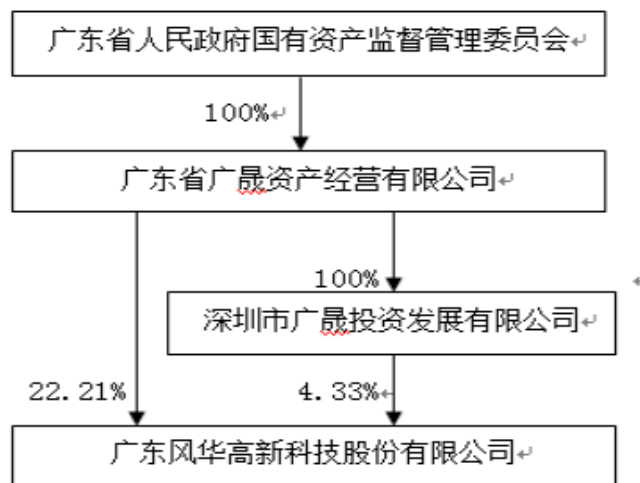 广东省人民政府国有资产监督管理委员会
100%
广东省广晟资产经营有限公司
100%
深圳市广晟投资发展有限公司
22.21%
4.33%
广东风华高新科技股份有限公司